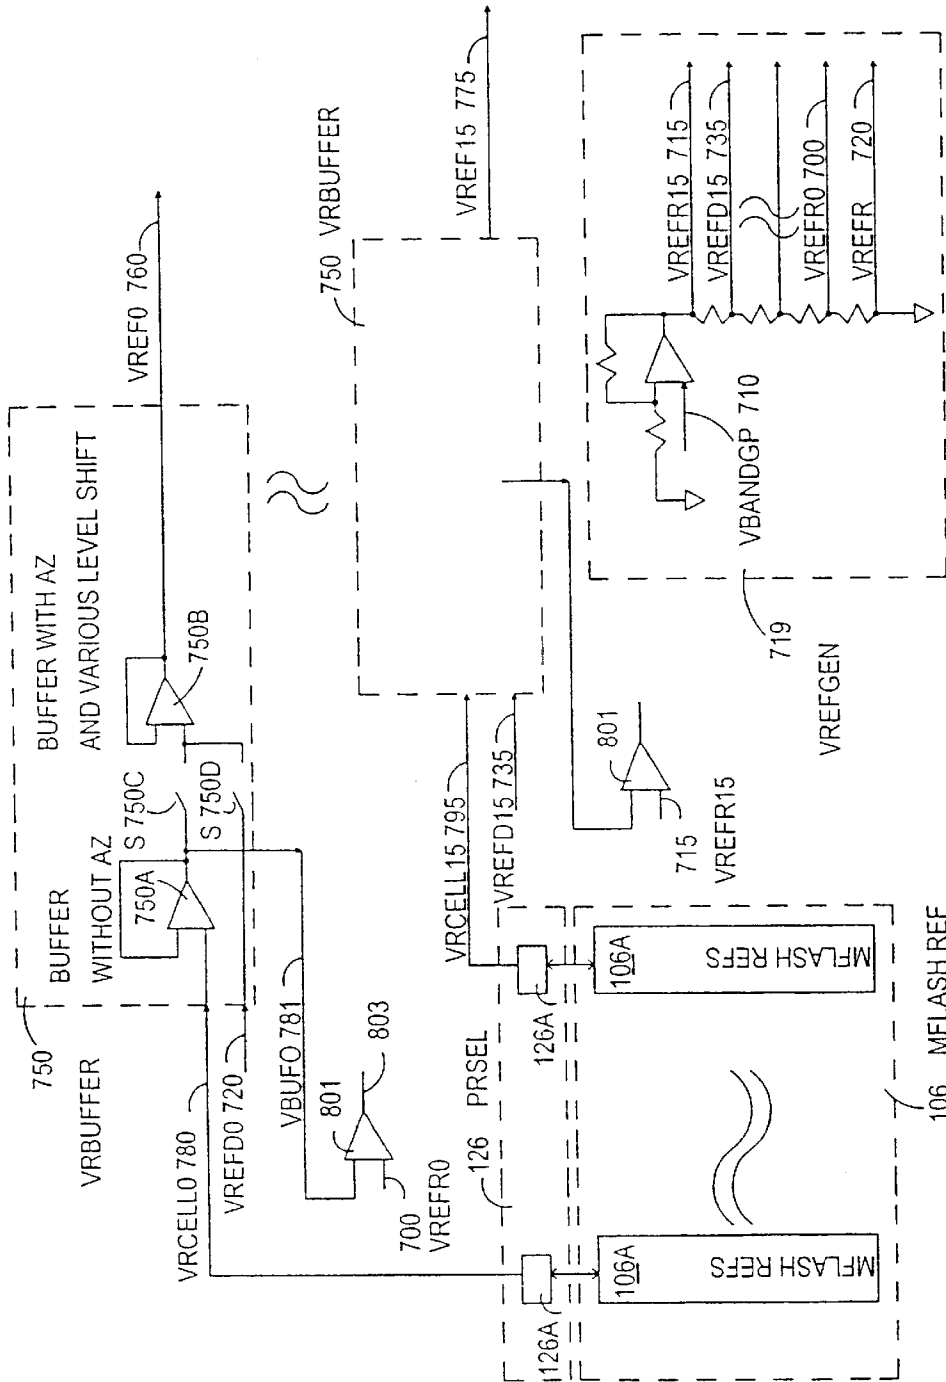 750
VRBUFFER
BUFFER
WITHOUT AZ
BUFFER WITH AZ
AND VARIOUS LEVEL SHIFT
750A
S 750C
S 750D
750B
VREF0 760
VRCELL0 780
VREFD0 720
VBUFO 781
801
803
700
VREFR0
750 VRBUFFER
VREF15 775
VRCELL15 795
VREFD15 735
801
715
VREFR15
126 PRSEL
126A
126A
106A
MFLASH REFS
106A
MFLASH REFS
106 MFLASH REF
VREFR15 715
VREFD15 735
VREFR0 700
VREFR 720
VBANDGP 710
719
VREFGEN